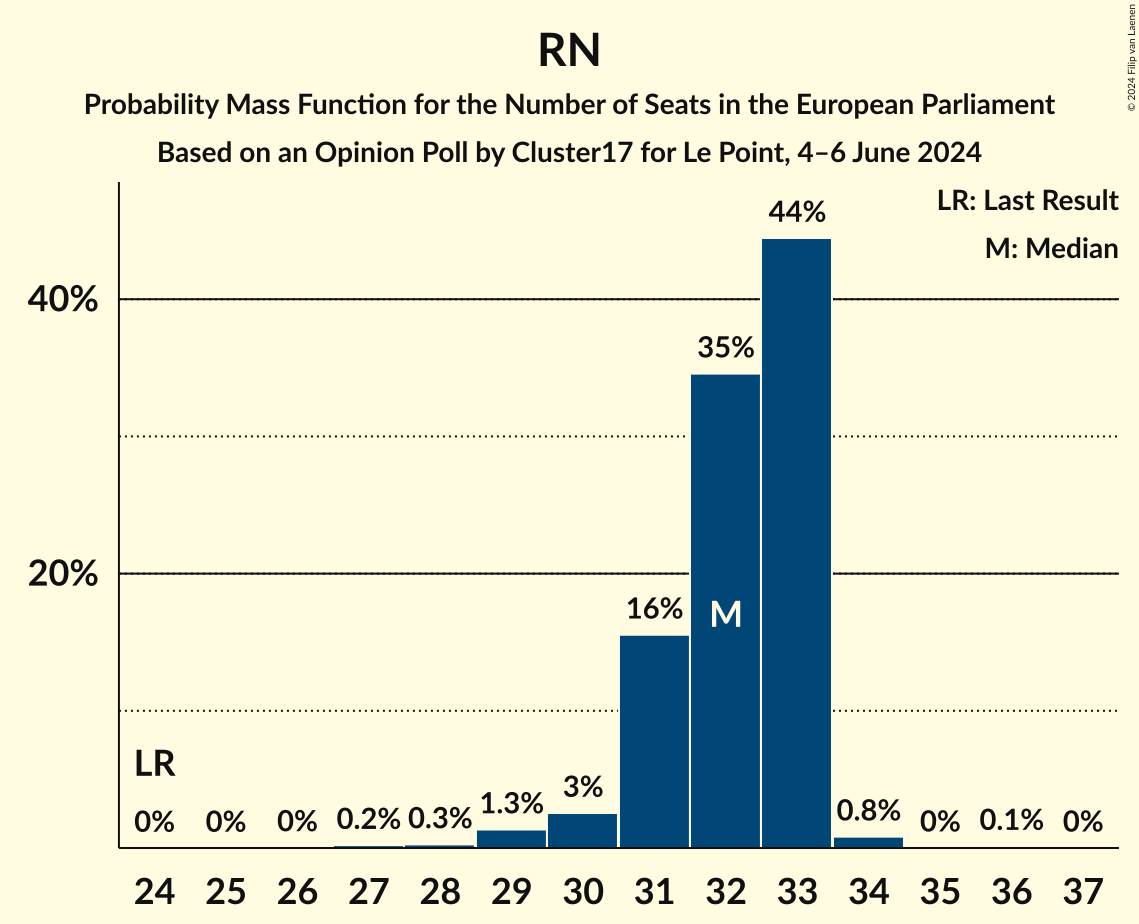 RN
Probability Mass Function for the Number of Seats in the European Parliament
Based on an Opinion Poll by Cluster17 for Le Point, 4–6 June 2024
© 2024 Filip van Laenen
LR: Last Result
M: Median
44%
40%
35%
20%
16%
M
LR
0% 0% 0% 0.2% 0.3% 1.3% 3% 0.8% 0% 0.1% 0%
24 25 26 27 28 29 30 31 32 33 34 35 36 37